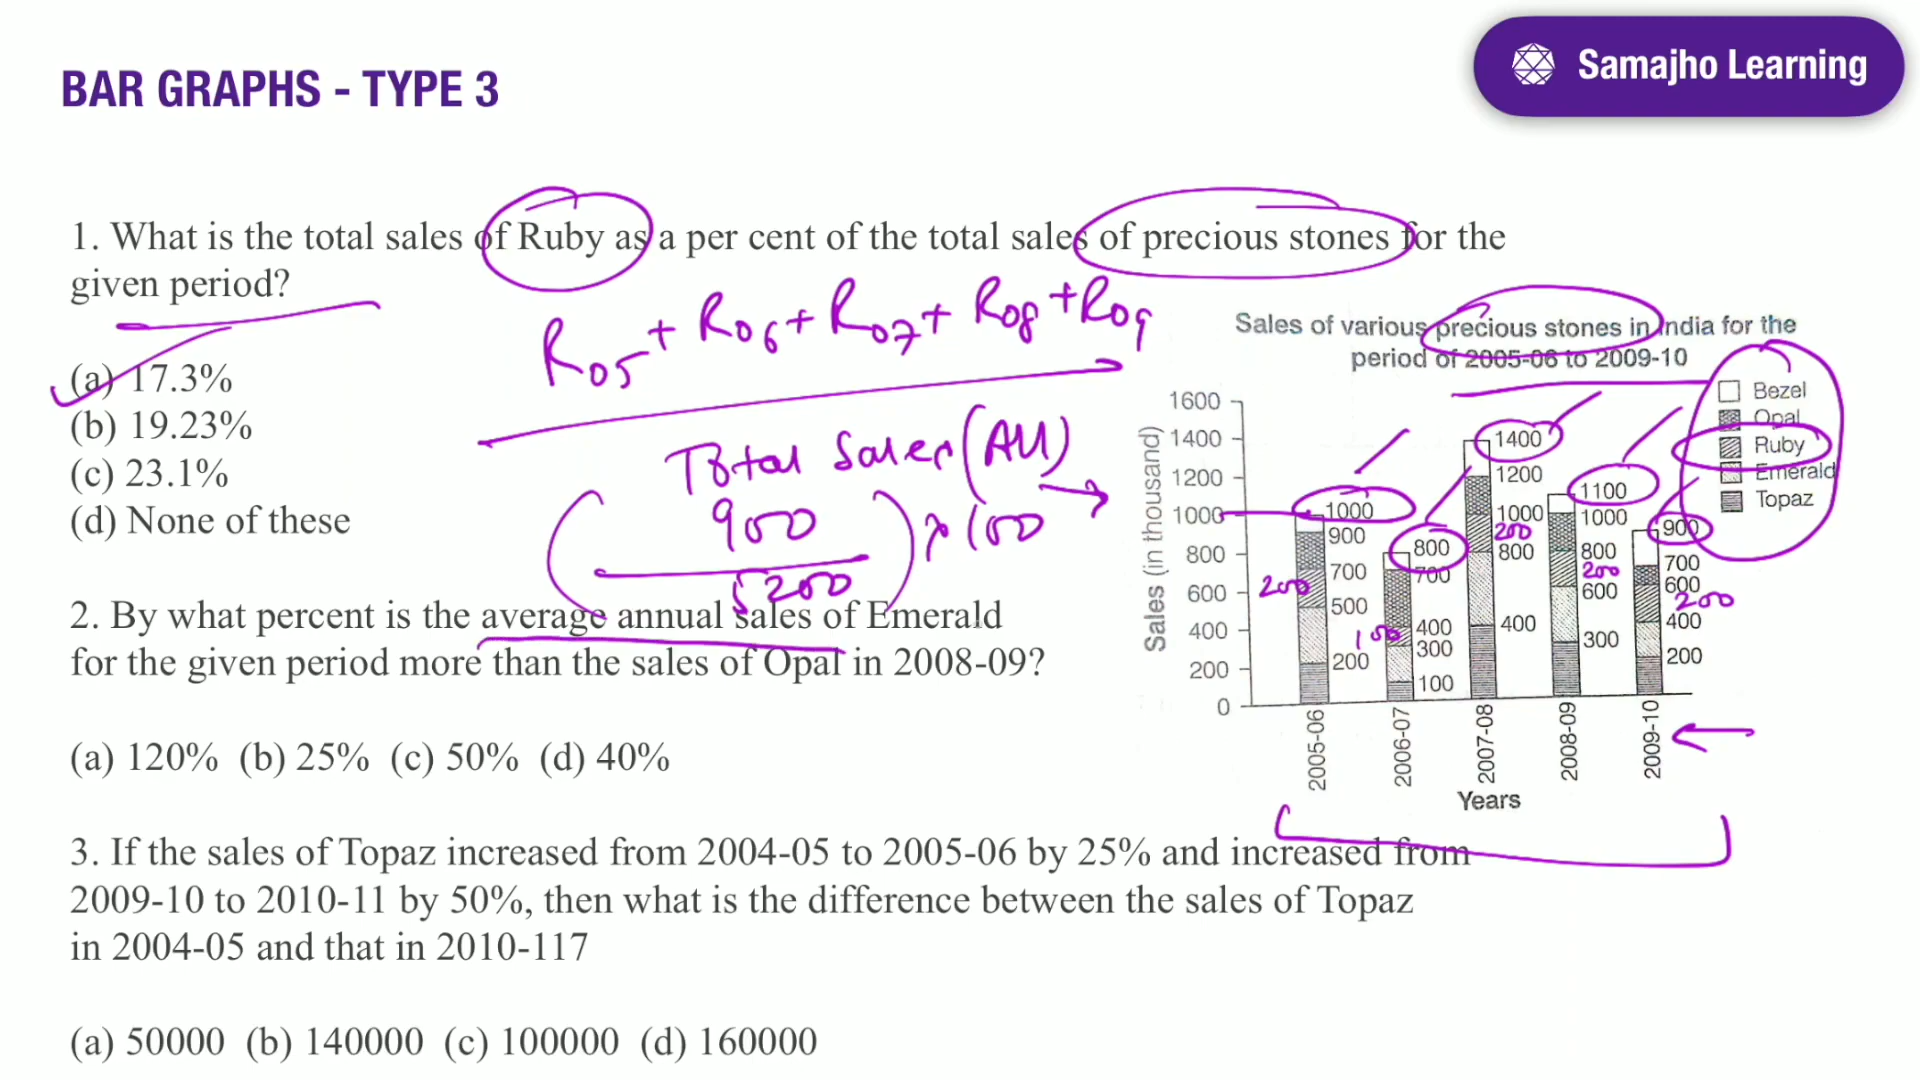 BAR GRAPHS - TYPE 3
Samajho Learning
1. What is the total sales of Ruby as a per cent of the total sales of precious stones for the
given period?
(a) 17.3%
(b) 19.23%
(c) 23.1%
(d) None of these
R05 + R06 + R07 + R08 + R09
Total Sales (All)
900
5200
x 100
2. By what percent is the average annual sales of Emerald
for the given period more than the sales of Opal in 2008-09?
(a) 120% (b) 25% (c) 50% (d) 40%
3. If the sales of Topaz increased from 2004-05 to 2005-06 by 25% and increased from
2009-10 to 2010-11 by 50%, then what is the difference between the sales of Topaz
in 2004-05 and that in 2010-117
(a) 50000 (b) 140000 (c) 100000 (d) 160000
Sales of various precious stones in India for the
period of 2005-06 to 2009-10
Bezel
Opal
Ruby
Emerald
Topaz
Sales (in thousand)
1600
1400
1200
1000
800
600
400
200
0
1000
900
700
500
200
200
800
700
400
300
100
100
1400
1200
1000
200
800
400
1100
1000
800
200
600
300
900
700
600
200
400
200
2005-06
2006-07
2007-08
2008-09
2009-10
Years